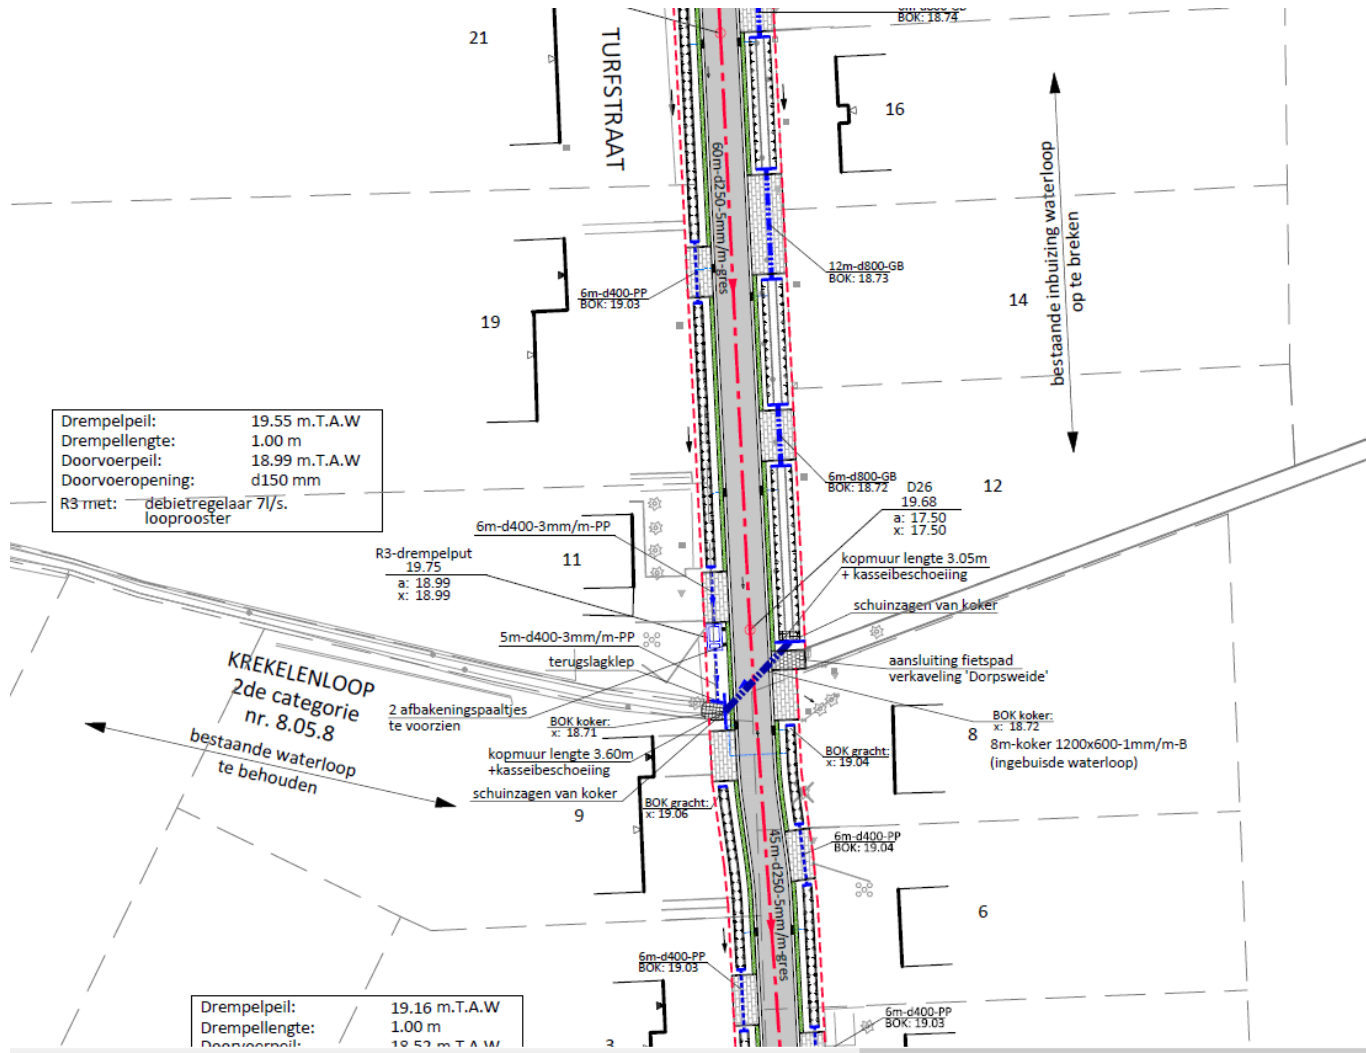 6m-d800-GB
BOK: 18.74
21
TURFSTRAAT
16
60m-d250-5mm/m-gres
bestaande inbuizing waterloop
op te breken
12m-d800-GB
BOK: 18.73
6m-d400-PP
BOK: 19.03
14
19
Drempelpeil: 19.55 m.T.A.W
Drempellengte: 1.00 m
Doorvoerpeil: 18.99 m.T.A.W
Doorvoeropening: d150 mm
R3 met: debietregelaar 7l/s.
looprooster
6m-d800-GB
BOK: 18.72
D26
19.68
a: 17.50
x: 17.50
12
6m-d400-3mm/m-PP
R3-drempelput
19.75
a: 18.99
x: 18.99
11
kopmuur lengte 3.05m
+ kasseibeschoeiing
schuinzagen van koker
5m-d400-3mm/m-PP
terugslagklep
aansluiting fietspad
verkaveling 'Dorpsweide'
KREKELENLOOP
2de categorie
nr. 8.05.8
bestaande waterloop
te behouden
2 afbakeningspaaltjes
te voorzien
BOK koker:
x: 18.71
BOK koker:
x: 18.72
8
8m-koker 1200x600-1mm/m-B
(ingebuisde waterloop)
kopmuur lengte 3.60m
+kasseibeschoeiing
BOK gracht:
x: 19.04
schuinzagen van koker
BOK gracht:
x: 19.06
9
45m-d250-5mm/m-gres
6m-d400-PP
BOK: 19.04
6
6m-d400-PP
BOK: 19.03
Drempelpeil: 19.16 m.T.A.W
Drempellengte: 1.00 m
Doorvoerpeil: 18.52 m.T.A.W
6m-d400-PP
BOK: 19.03
3